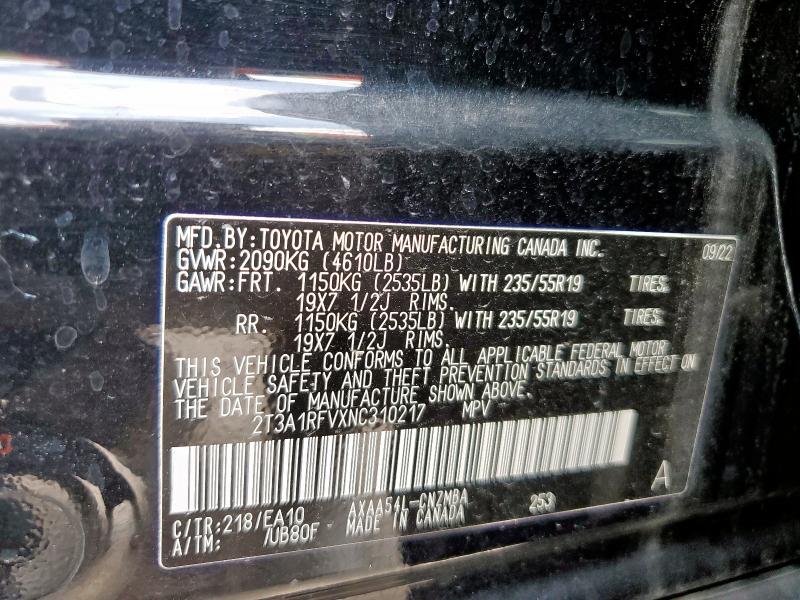 MFD.BY:TOYOTA MOTOR MANUFACTURING CANADA INC. 09/22
GVWR:2090KG (4610LB)
GAWR:FRT. 1150KG (2535LB) WITH 235/55R19 TIRES.
19X7 1/2J RIMS.
RR. 1150KG (2535LB) WITH 235/55R19 TIRES.
19X7 1/2J RIMS.
THIS VEHICLE CONFORMS TO ALL APPLICABLE FEDERAL MOTOR
VEHICLE SAFETY AND THEFT PREVENTION STANDARDS IN EFFECT ON
THE DATE OF MANUFACTURE SHOWN ABOVE.
2T3A1RFVXNC310217 MPV
A
C/TR:218/EA10 AXAA54L-CNZMBA 253
A/TM: /UB80F MADE IN CANADA